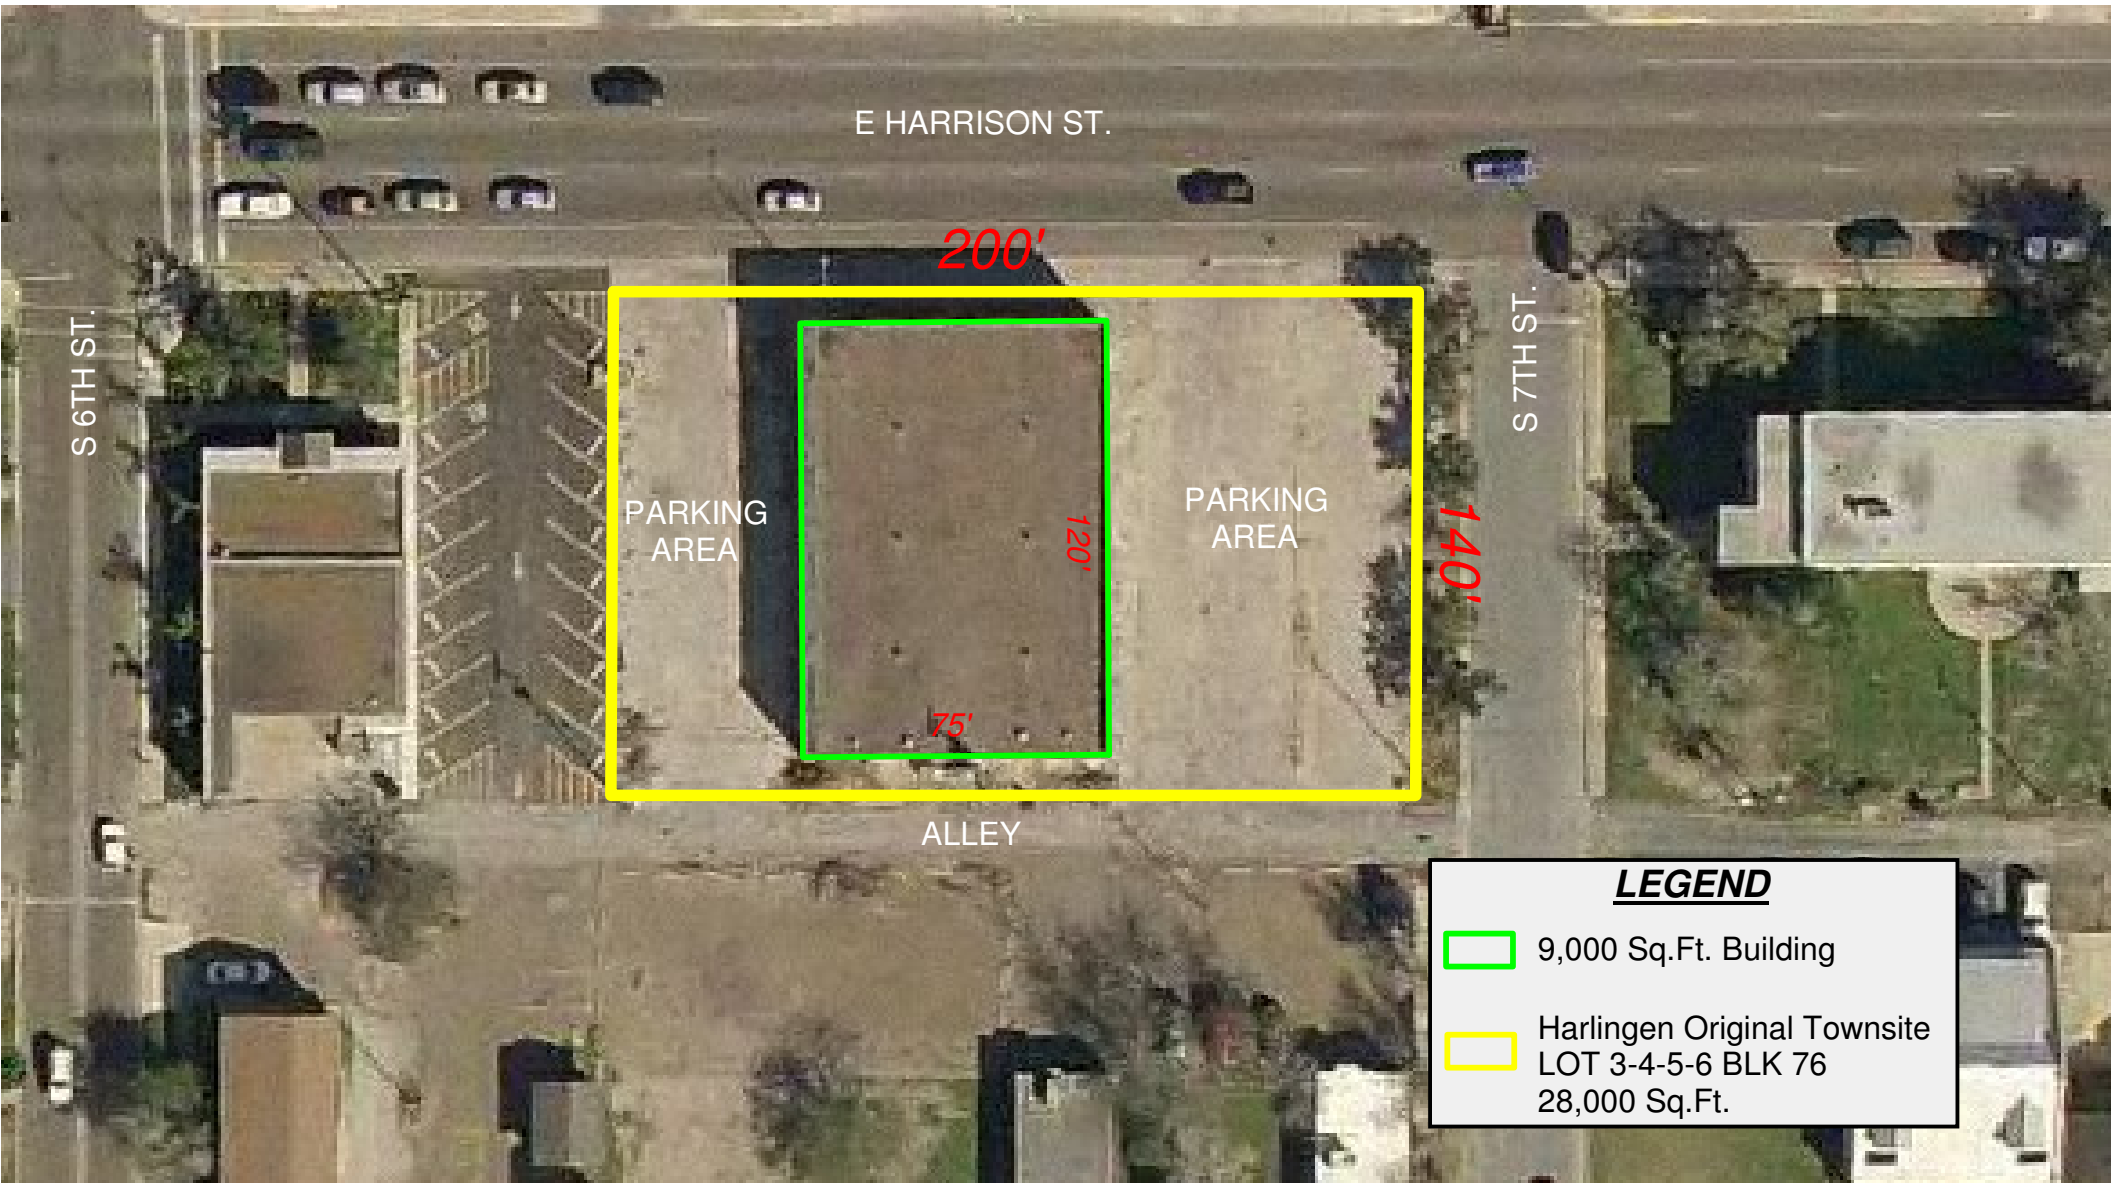 E HARRISON ST.
200'
S 6TH ST.
S 7TH ST.
PARKING
AREA
120'
PARKING
AREA
140'
75'
ALLEY
LEGEND
9,000 Sq.Ft. Building
Harlingen Original Townsite
LOT 3-4-5-6 BLK 76
28,000 Sq.Ft.